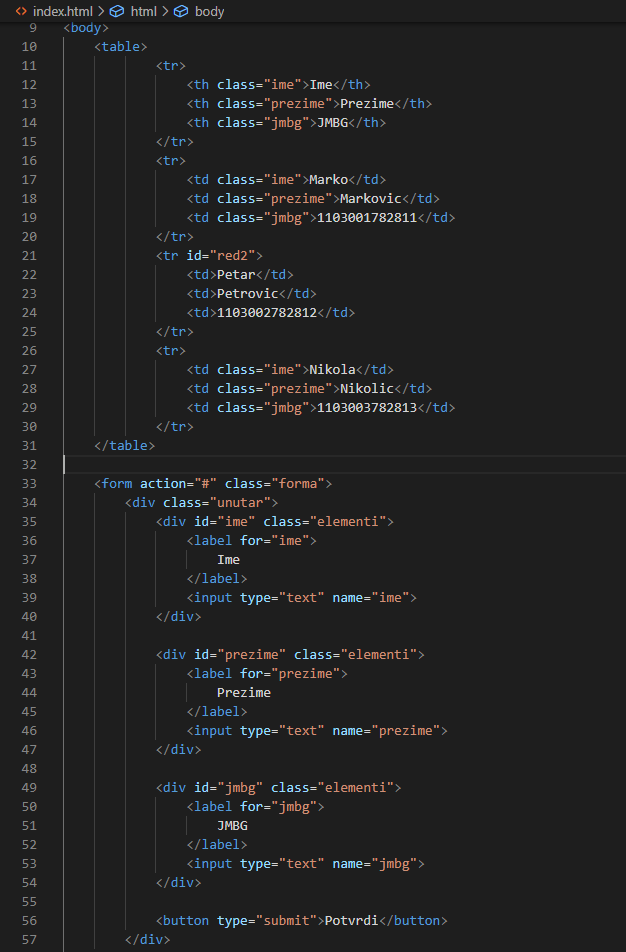 index.html > html > body
9 <body>
10 <table>
11 <tr>
12 <th class="ime">Ime</th>
13 <th class="prezime">Prezime</th>
14 <th class="jmbg">JMBG</th>
15 </tr>
16 <tr>
17 <td class="ime">Marko</td>
18 <td class="prezime">Markovic</td>
19 <td class="jmbg">1103001782811</td>
20 </tr>
21 <tr id="red2">
22 <td>Petar</td>
23 <td>Petrovic</td>
24 <td>1103002782812</td>
25 </tr>
26 <tr>
27 <td class="ime">Nikola</td>
28 <td class="prezime">Nikolic</td>
29 <td class="jmbg">1103003782813</td>
30 </tr>
31 </table>
32
33 <form action="#" class="forma">
34 <div class="unutar">
35 <div id="ime" class="elementi">
36 <label for="ime">
37 Ime
38 </label>
39 <input type="text" name="ime">
40 </div>
41
42 <div id="prezime" class="elementi">
43 <label for="prezime">
44 Prezime
45 </label>
46 <input type="text" name="prezime">
47 </div>
48
49 <div id="jmbg" class="elementi">
50 <label for="jmbg">
51 JMBG
52 </label>
53 <input type="text" name="jmbg">
54 </div>
55
56 <button type="submit">Potvrdi</button>
57 </div>